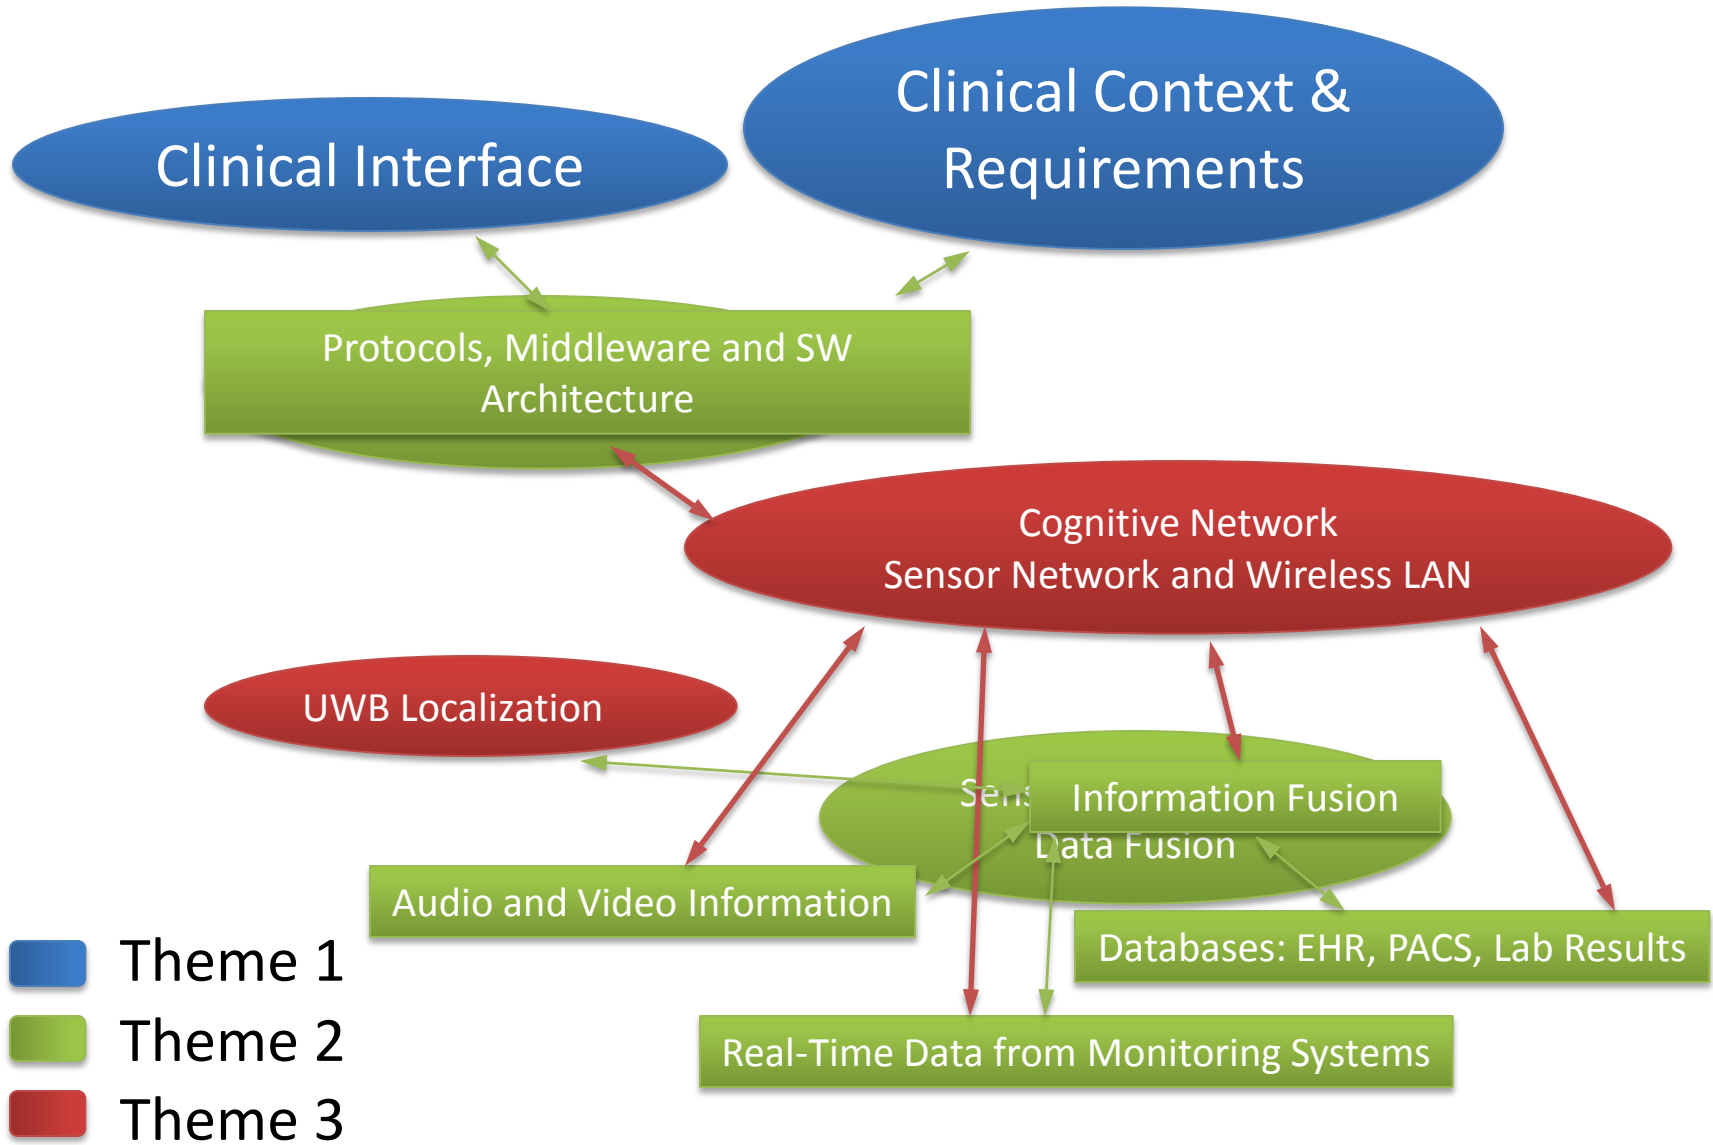 Clinical Context &
Requirements
Clinical Interface
Protocols, Middleware and SW
Architecture
Cognitive Network
Sensor Network and Wireless LAN
UWB Localization
Information Fusion
Data Fusion
Audio and Video Information
Databases: EHR, PACS, Lab Results
Real-Time Data from Monitoring Systems
Theme 1
Theme 2
Theme 3